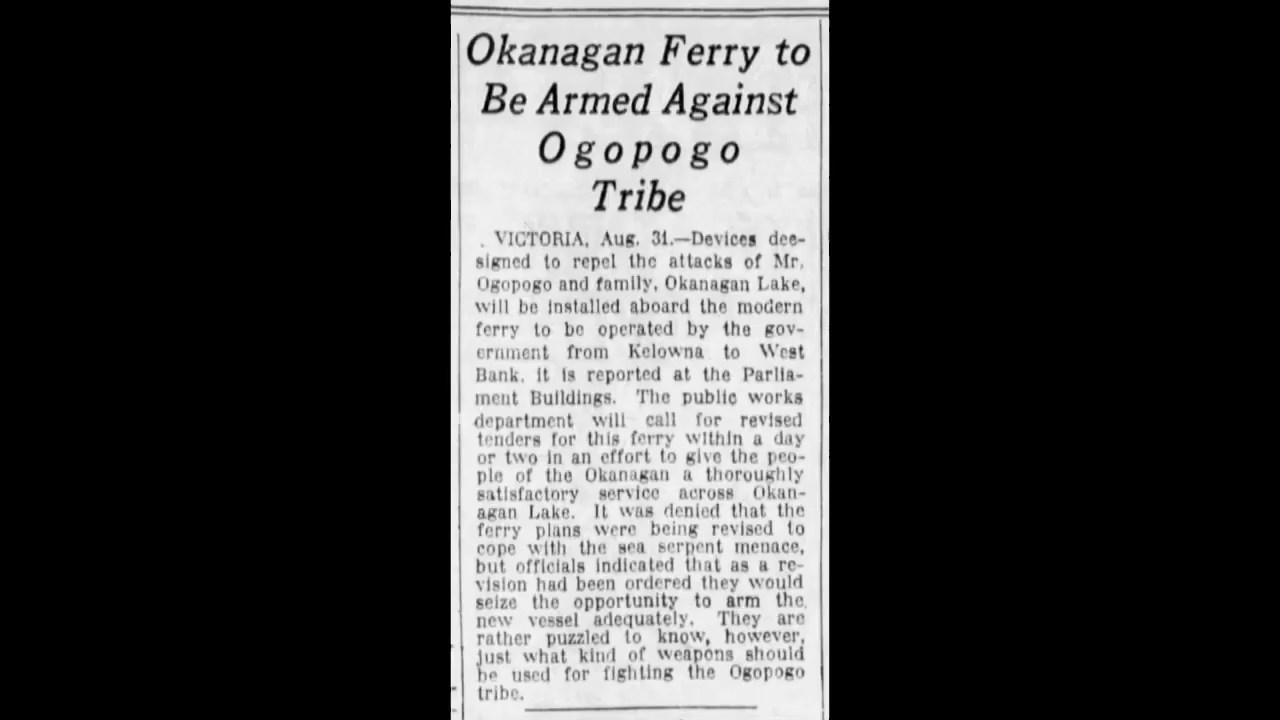 Okanagan Ferry to
Be Armed Against
Ogopogo
Tribe
VICTORIA, Aug. 31.—Devices dee-
signed to repel the attacks of Mr.
Ogopogo and family, Okanagan Lake,
will be installed aboard the modern
ferry to be operated by the gov-
ernment from Kelowna to West
Bank, it is reported at the Parlia-
ment Buildings. The public works
department will call for revised
tenders for this ferry within a day
or two in an effort to give the peo-
ple of the Okanagan a thoroughly
satisfactory service across Okan-
agan Lake. It was denied that the
ferry plans were being revised to
cope with the sea serpent menace,
but officials indicated that as a re-
vision had been ordered they would
seize the opportunity to arm the
new vessel adequately. They are
rather puzzled to know, however,
just what kind of weapons should
be used for fighting the Ogopogo
tribe.